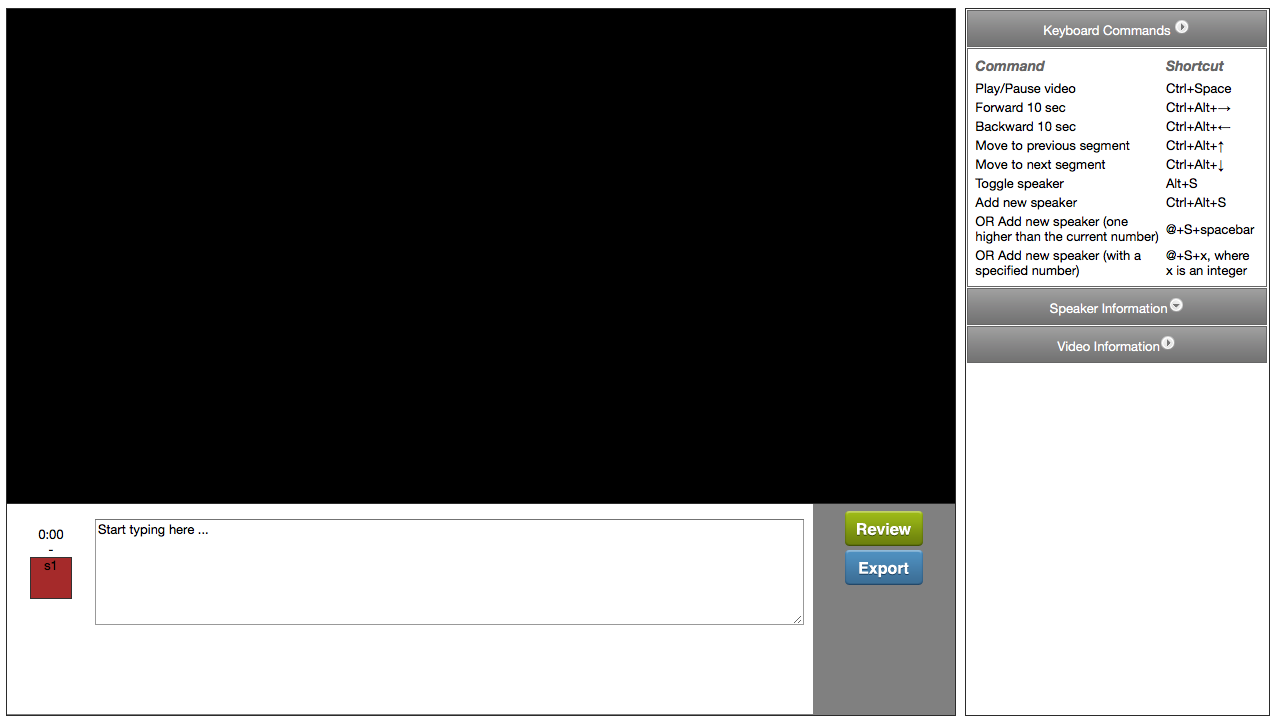 Keyboard Commands
Command Shortcut
Play/Pause video Ctrl+Space
Forward 10 sec Ctrl+Alt+→
Backward 10 sec Ctrl+Alt+←
Move to previous segment Ctrl+Alt+↑
Move to next segment Ctrl+Alt+↓
Toggle speaker Alt+S
Add new speaker Ctrl+Alt+S
OR Add new speaker (one
higher than the current number) @+S+spacebar
OR Add new speaker (with a @+S+x, where
specified number) x is an integer
Speaker Information
Video Information
0:00
-
s1
Start typing here ...
Review
Export